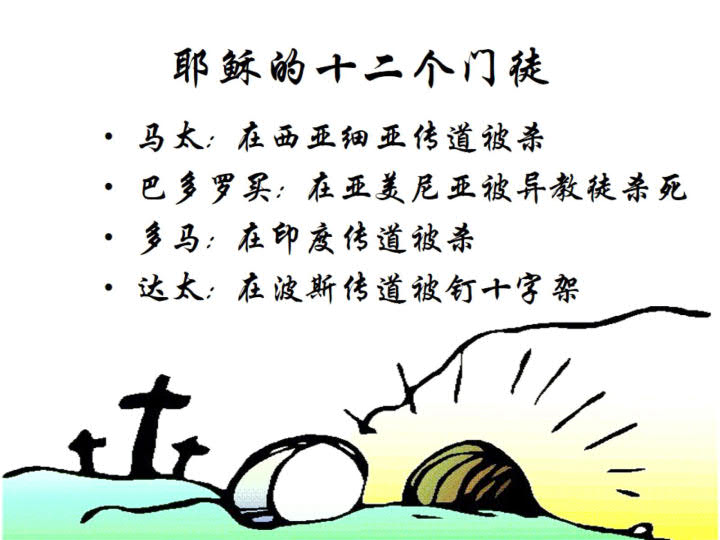 耶稣的十二个门徒
• 马太：在西亚细亚传道被杀
• 巴多罗买：在亚美尼亚被异教徒杀死
• 多马：在印度传道被杀
• 达太：在波斯传道被钉十字架